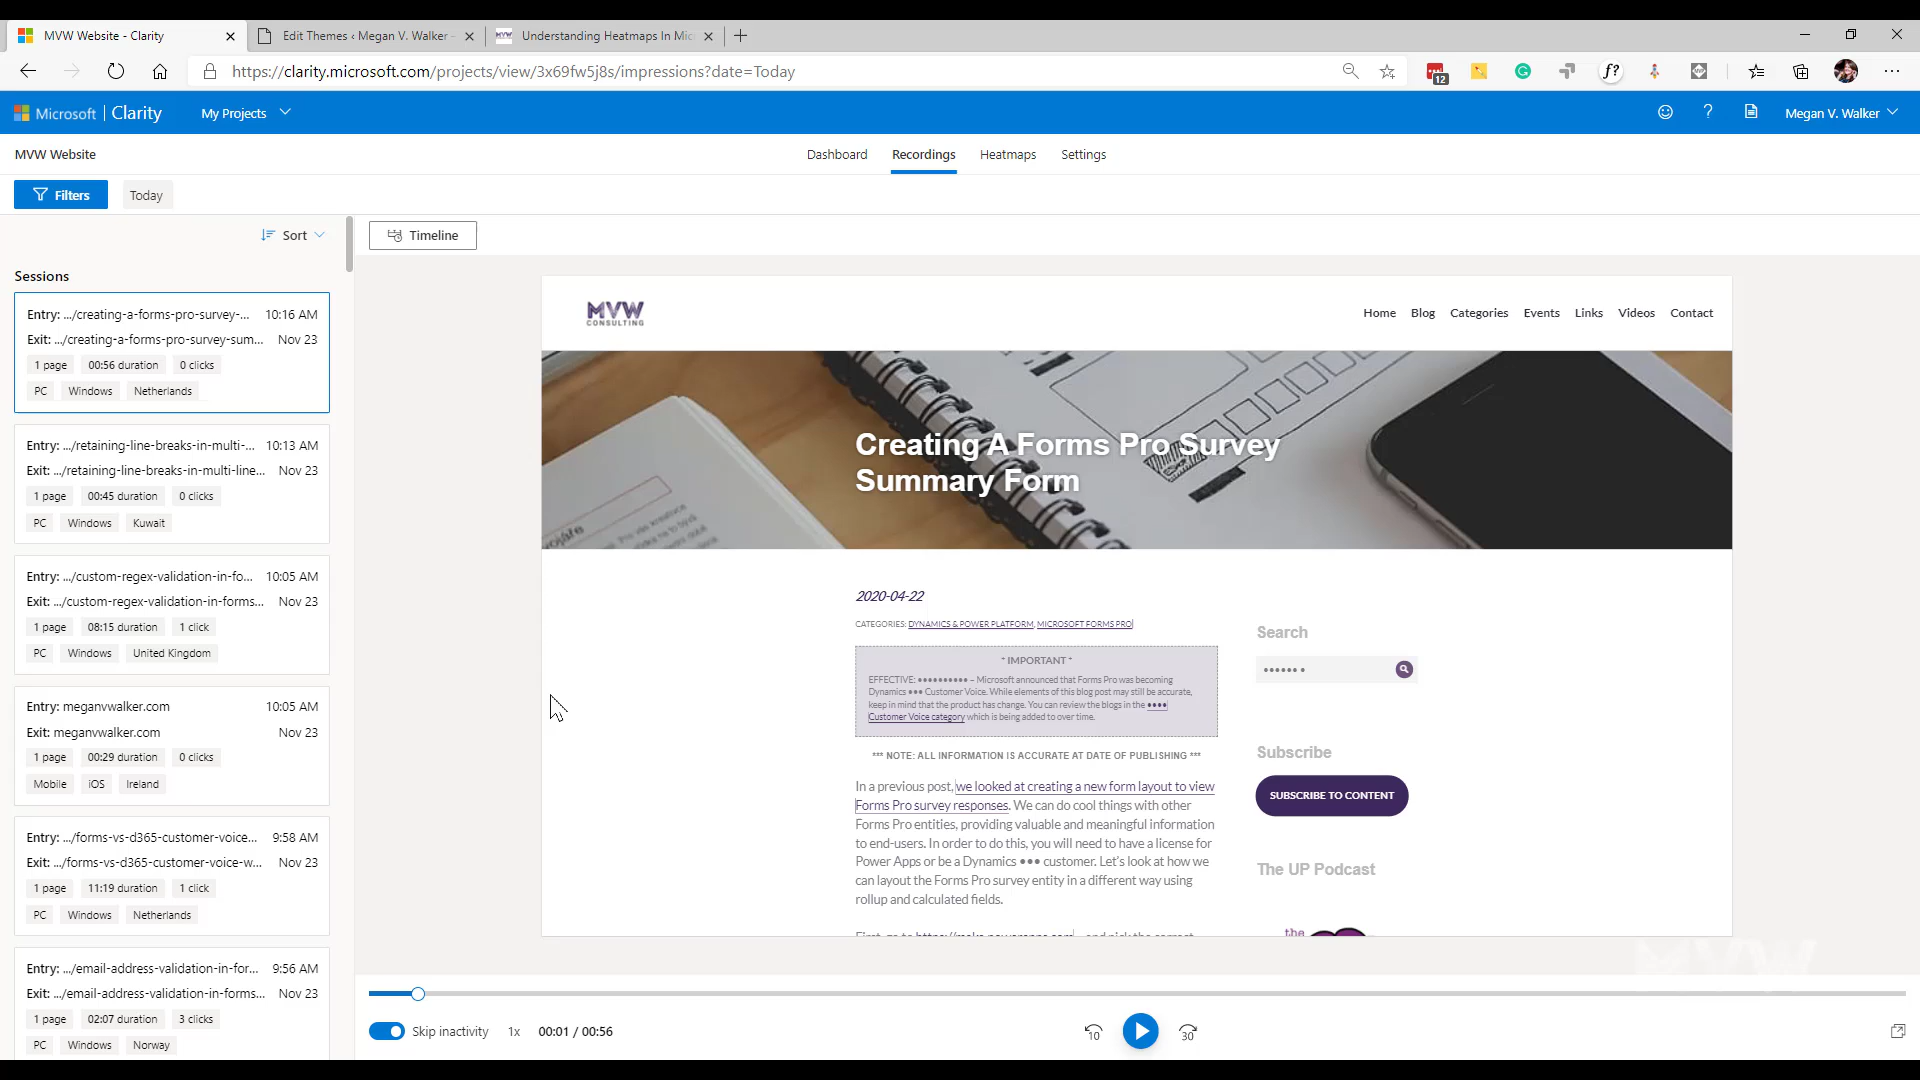 MVW Website - Clarity
Edit Themes ‹ Megan V. Walker -
Understanding Heatmaps In Mic
https://clarity.microsoft.com/projects/view/3x69fw5j8s/impressions?date=Today
12
f?
Microsoft | Clarity
My Projects
?
Megan V. Walker
MVW Website
Dashboard
Recordings
Heatmaps
Settings
Filters
Today
Sort
Timeline
Sessions
Entry: .../creating-a-forms-pro-survey-... 10:16 AM
Exit: .../creating-a-forms-pro-survey-sum... Nov 23
1 page 00:56 duration 0 clicks
PC Windows Netherlands
Entry: .../retaining-line-breaks-in-multi-... 10:13 AM
Exit: .../retaining-line-breaks-in-multi-line... Nov 23
1 page 00:45 duration 0 clicks
PC Windows Kuwait
Entry: .../custom-regex-validation-in-fo... 10:05 AM
Exit: .../custom-regex-validation-in-forms... Nov 23
1 page 08:15 duration 1 click
PC Windows United Kingdom
Entry: meganvwalker.com 10:05 AM
Exit: meganvwalker.com Nov 23
1 page 00:29 duration 0 clicks
Mobile iOS Ireland
Entry: .../forms-vs-d365-customer-voice... 9:58 AM
Exit: .../forms-vs-d365-customer-voice-w... Nov 23
1 page 11:19 duration 1 click
PC Windows Netherlands
Entry: .../email-address-validation-in-for... 9:56 AM
Exit: .../email-address-validation-in-forms... Nov 23
1 page 02:07 duration 3 clicks
PC Windows Norway
MVW
CONSULTING
Home Blog Categories Events Links Videos Contact
Creating A Forms Pro Survey
Summary Form
2020-04-22
CATEGORIES: DYNAMICS & POWER PLATFORM, MICROSOFT FORMS PRO
* IMPORTANT *
EFFECTIVE: •••••••••• – Microsoft announced that Forms Pro was becoming
Dynamics ••• Customer Voice. While elements of this blog post may still be accurate,
keep in mind that the product has change. You can review the blogs in the ••••
Customer Voice category which is being added to over time.
*** NOTE: ALL INFORMATION IS ACCURATE AT DATE OF PUBLISHING ***
In a previous post, we looked at creating a new form layout to view
Forms Pro survey responses. We can do cool things with other
Forms Pro entities, providing valuable and meaningful information
to end-users. In order to do this, you will need to have a license for
Power Apps or be a Dynamics ••• customer. Let's look at how we
can layout the Forms Pro survey entity in a different way using
rollup and calculated fields.
Search
•••••• •
Subscribe
SUBSCRIBE TO CONTENT
The UP Podcast
the
MVW
Skip inactivity 1x 00:01 / 00:56
10
30